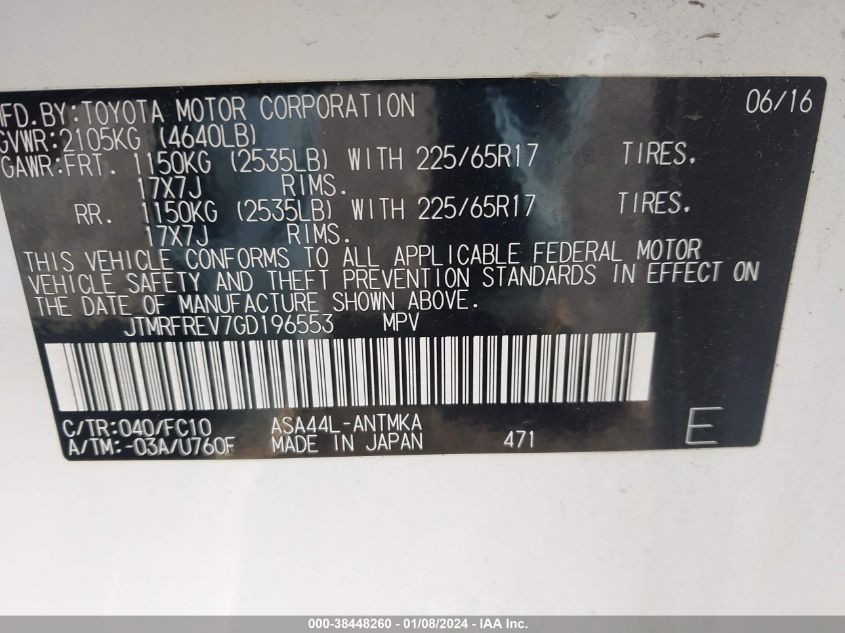 MFD.BY:TOYOTA MOTOR CORPORATION 06/16
GVWR:2105KG (4640LB)
GAWR:FRT. 1150KG (2535LB) WITH 225/65R17 TIRES.
17X7J RIMS.
RR. 1150KG (2535LB) WITH 225/65R17 TIRES.
17X7J RIMS.
THIS VEHICLE CONFORMS TO ALL APPLICABLE FEDERAL MOTOR
VEHICLE SAFETY AND THEFT PREVENTION STANDARDS IN EFFECT ON
THE DATE OF MANUFACTURE SHOWN ABOVE.
JTMRFREV7GD196553 MPV
C/TR:040/FC10 ASA44L-ANTMKA
A/TM:-03A/U760F MADE IN JAPAN 471 E
000-38448260 - 01/08/2024 - IAA Inc.